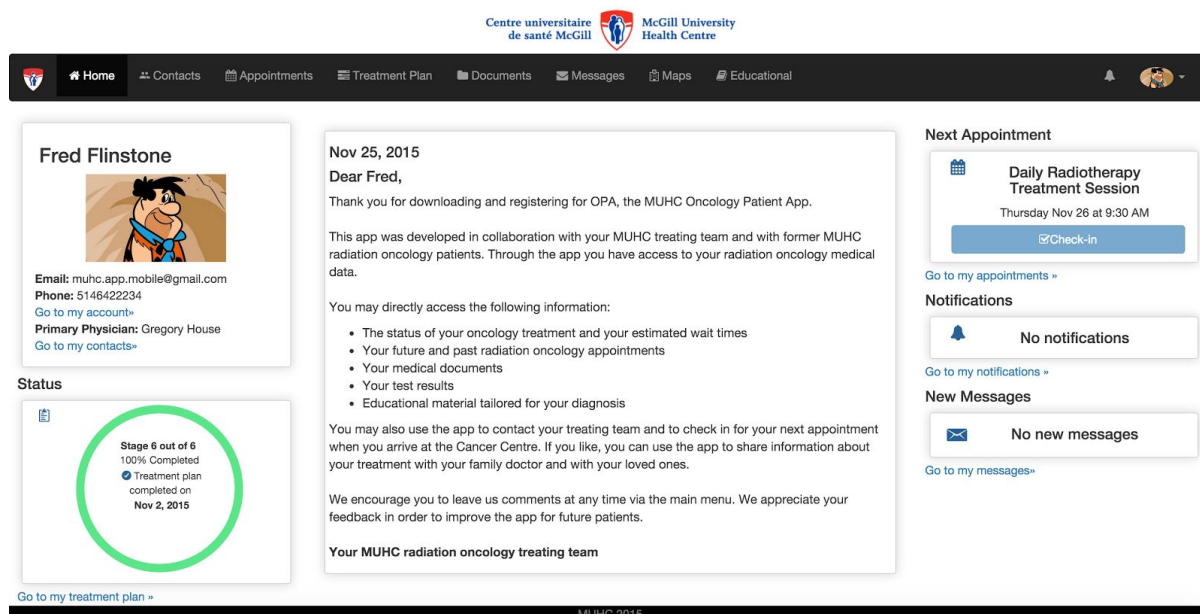 Centre universitaire
de santé McGill
McGill University
Health Centre
Home Contacts Appointments Treatment Plan Documents Messages Maps Educational
Fred Flinstone
Email: muhc.app.mobile@gmail.com
Phone: 5146422234
Go to my account»
Primary Physician: Gregory House
Go to my contacts»
Status
Stage 6 out of 6
100% Completed
Treatment plan
completed on
Nov 2, 2015
Go to my treatment plan »
Nov 25, 2015
Dear Fred,
Thank you for downloading and registering for OPA, the MUHC Oncology Patient App.
This app was developed in collaboration with your MUHC treating team and with former MUHC
radiation oncology patients. Through the app you have access to your radiation oncology medical
data.
You may directly access the following information:
• The status of your oncology treatment and your estimated wait times
• Your future and past radiation oncology appointments
• Your medical documents
• Your test results
• Educational material tailored for your diagnosis
You may also use the app to contact your treating team and to check in for your next appointment
when you arrive at the Cancer Centre. If you like, you can use the app to share information about
your treatment with your family doctor and with your loved ones.
We encourage you to leave us comments at any time via the main menu. We appreciate your
feedback in order to improve the app for future patients.
Your MUHC radiation oncology treating team
Next Appointment
Daily Radiotherapy
Treatment Session
Thursday Nov 26 at 9:30 AM
Check-in
Go to my appointments »
Notifications
No notifications
Go to my notifications »
New Messages
No new messages
Go to my messages»
MUHC 2015